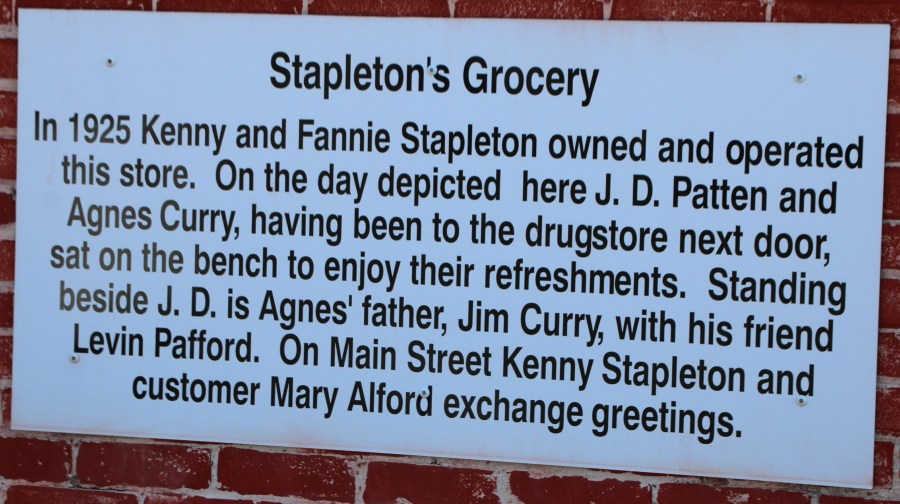 Stapleton's Grocery
In 1925 Kenny and Fannie Stapleton owned and operated
this store.  On the day depicted  here J. D. Patten and
Agnes Curry, having been to the drugstore next door,
sat on the bench to enjoy their refreshments.  Standing
beside J. D. is Agnes' father, Jim Curry, with his friend
Levin Pafford.  On Main Street Kenny Stapleton and
customer Mary Alford exchange greetings.